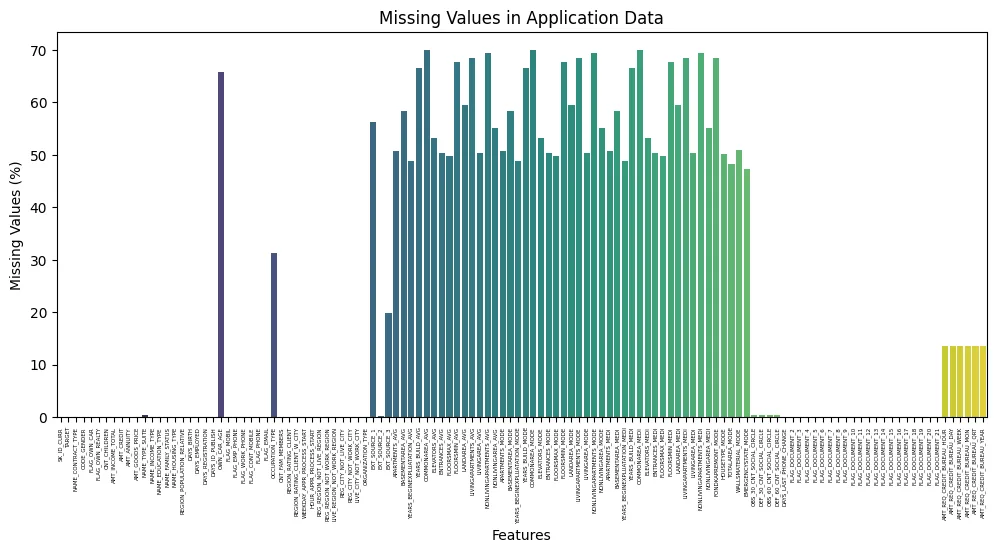 Missing Values in Application Data
Missing Values (%)
70
60
50
40
30
20
10
0
SK_ID_CURR
TARGET
NAME_CONTRACT_TYPE
CODE_GENDER
FLAG_OWN_CAR
FLAG_OWN_REALTY
CNT_CHILDREN
AMT_INCOME_TOTAL
AMT_CREDIT
AMT_ANNUITY
AMT_GOODS_PRICE
NAME_TYPE_SUITE
NAME_INCOME_TYPE
NAME_EDUCATION_TYPE
NAME_FAMILY_STATUS
NAME_HOUSING_TYPE
REGION_POPULATION_RELATIVE
DAYS_BIRTH
DAYS_EMPLOYED
DAYS_REGISTRATION
DAYS_ID_PUBLISH
OWN_CAR_AGE
FLAG_MOBIL
FLAG_EMP_PHONE
FLAG_WORK_PHONE
FLAG_CONT_MOBILE
FLAG_PHONE
FLAG_EMAIL
OCCUPATION_TYPE
CNT_FAM_MEMBERS
REGION_RATING_CLIENT
REGION_RATING_CLIENT_W_CITY
WEEKDAY_APPR_PROCESS_START
HOUR_APPR_PROCESS_START
REG_REGION_NOT_LIVE_REGION
REG_REGION_NOT_WORK_REGION
LIVE_REGION_NOT_WORK_REGION
REG_CITY_NOT_LIVE_CITY
REG_CITY_NOT_WORK_CITY
LIVE_CITY_NOT_WORK_CITY
ORGANIZATION_TYPE
EXT_SOURCE_1
EXT_SOURCE_2
EXT_SOURCE_3
APARTMENTS_AVG
BASEMENTAREA_AVG
YEARS_BEGINEXPLUATATION_AVG
YEARS_BUILD_AVG
COMMONAREA_AVG
ELEVATORS_AVG
ENTRANCES_AVG
FLOORSMAX_AVG
FLOORSMIN_AVG
LANDAREA_AVG
LIVINGAPARTMENTS_AVG
LIVINGAREA_AVG
NONLIVINGAPARTMENTS_AVG
NONLIVINGAREA_AVG
APARTMENTS_MODE
BASEMENTAREA_MODE
YEARS_BEGINEXPLUATATION_MODE
YEARS_BUILD_MODE
COMMONAREA_MODE
ELEVATORS_MODE
ENTRANCES_MODE
FLOORSMAX_MODE
FLOORSMIN_MODE
LANDAREA_MODE
LIVINGAPARTMENTS_MODE
LIVINGAREA_MODE
NONLIVINGAPARTMENTS_MODE
NONLIVINGAREA_MODE
APARTMENTS_MEDI
BASEMENTAREA_MEDI
YEARS_BEGINEXPLUATATION_MEDI
YEARS_BUILD_MEDI
COMMONAREA_MEDI
ELEVATORS_MEDI
ENTRANCES_MEDI
FLOORSMAX_MEDI
FLOORSMIN_MEDI
LANDAREA_MEDI
LIVINGAPARTMENTS_MEDI
LIVINGAREA_MEDI
NONLIVINGAPARTMENTS_MEDI
NONLIVINGAREA_MEDI
FONDKAPREMONT_MODE
HOUSETYPE_MODE
TOTALAREA_MODE
WALLSMATERIAL_MODE
EMERGENCYSTATE_MODE
OBS_30_CNT_SOCIAL_CIRCLE
DEF_30_CNT_SOCIAL_CIRCLE
OBS_60_CNT_SOCIAL_CIRCLE
DEF_60_CNT_SOCIAL_CIRCLE
DAYS_LAST_PHONE_CHANGE
FLAG_DOCUMENT_2
FLAG_DOCUMENT_3
FLAG_DOCUMENT_4
FLAG_DOCUMENT_5
FLAG_DOCUMENT_6
FLAG_DOCUMENT_7
FLAG_DOCUMENT_8
FLAG_DOCUMENT_9
FLAG_DOCUMENT_10
FLAG_DOCUMENT_11
FLAG_DOCUMENT_12
FLAG_DOCUMENT_13
FLAG_DOCUMENT_14
FLAG_DOCUMENT_15
FLAG_DOCUMENT_16
FLAG_DOCUMENT_17
FLAG_DOCUMENT_18
FLAG_DOCUMENT_19
FLAG_DOCUMENT_20
FLAG_DOCUMENT_21
AMT_REQ_CREDIT_BUREAU_HOUR
AMT_REQ_CREDIT_BUREAU_DAY
AMT_REQ_CREDIT_BUREAU_WEEK
AMT_REQ_CREDIT_BUREAU_MON
AMT_REQ_CREDIT_BUREAU_QRT
AMT_REQ_CREDIT_BUREAU_YEAR
Features